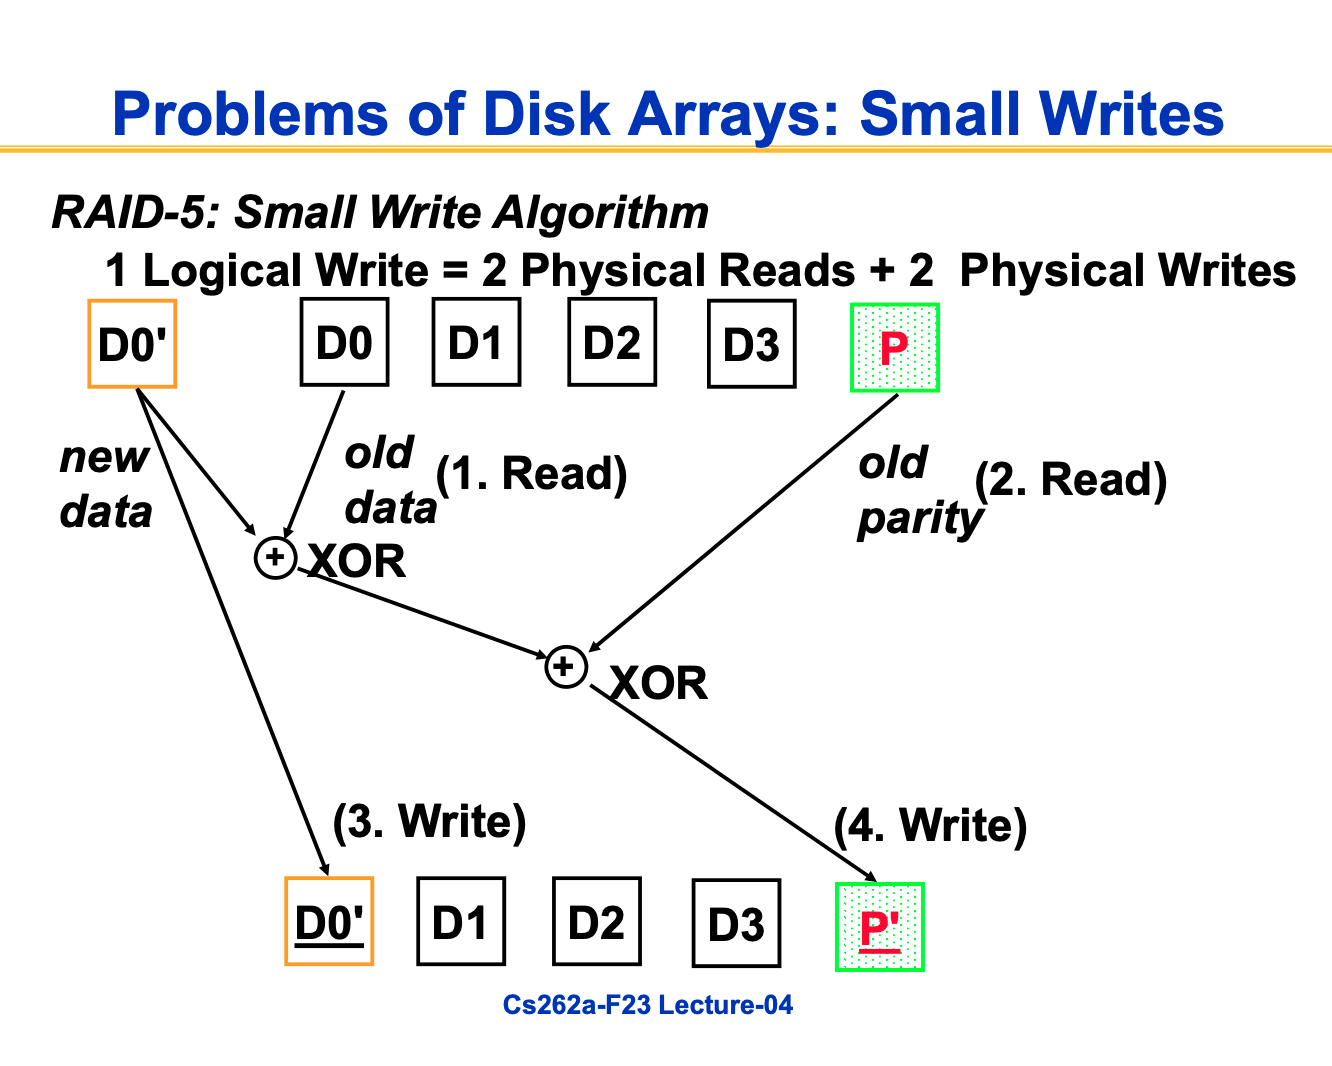 Problems of Disk Arrays: Small Writes
RAID-5: Small Write Algorithm
1 Logical Write = 2 Physical Reads + 2 Physical Writes
D0' D0 D1 D2 D3 P
new
data
old
data
(1. Read)
old
parity
(2. Read)
+ XOR
+ XOR
(3. Write) (4. Write)
D0' D1 D2 D3 P'
Cs262a-F23 Lecture-04